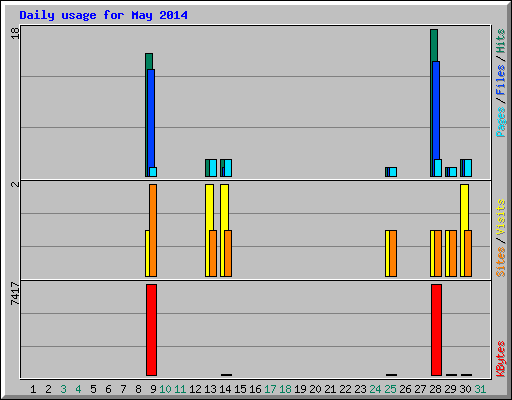 Daily usage for May 2014
18
2
7417
Pages / Files / Hits
Sites / Visits
KBytes
1 2 3 4 5 6 7 8 9 10 11 12 13 14 15 16 17 18 19 20 21 22 23 24 25 26 27 28 29 30 31